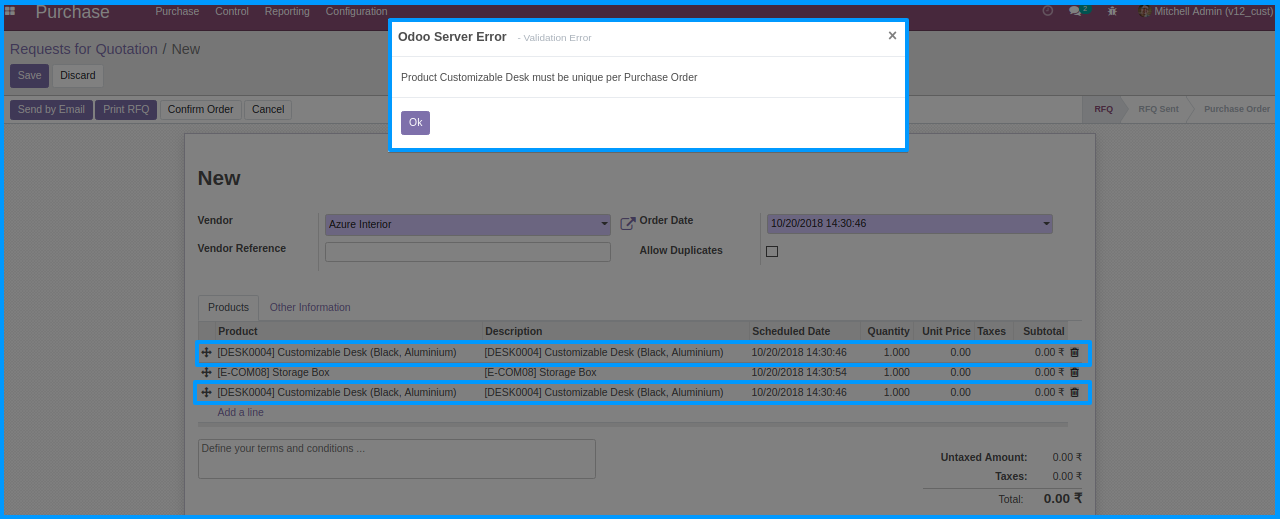 Purchase Purchase Control Reporting Configuration 2 Mitchell Admin (v12_cust)
Odoo Server Error - Validation Error ×
Product Customizable Desk must be unique per Purchase Order
Ok
Requests for Quotation / New
Save Discard
Send by Email Print RFQ Confirm Order Cancel RFQ RFQ Sent Purchase Order
New
Vendor Azure Interior Order Date 10/20/2018 14:30:46
Vendor Reference Allow Duplicates
Products Other Information
Product Description Scheduled Date Quantity Unit Price Taxes Subtotal
[DESK0004] Customizable Desk (Black, Aluminium) [DESK0004] Customizable Desk (Black, Aluminium) 10/20/2018 14:30:46 1.000 0.00 0.00 ₹
[E-COM08] Storage Box [E-COM08] Storage Box 10/20/2018 14:30:54 1.000 0.00 0.00 ₹
[DESK0004] Customizable Desk (Black, Aluminium) [DESK0004] Customizable Desk (Black, Aluminium) 10/20/2018 14:30:46 1.000 0.00 0.00 ₹
Add a line
Define your terms and conditions ...
Untaxed Amount: 0.00 ₹
Taxes: 0.00 ₹
Total: 0.00 ₹